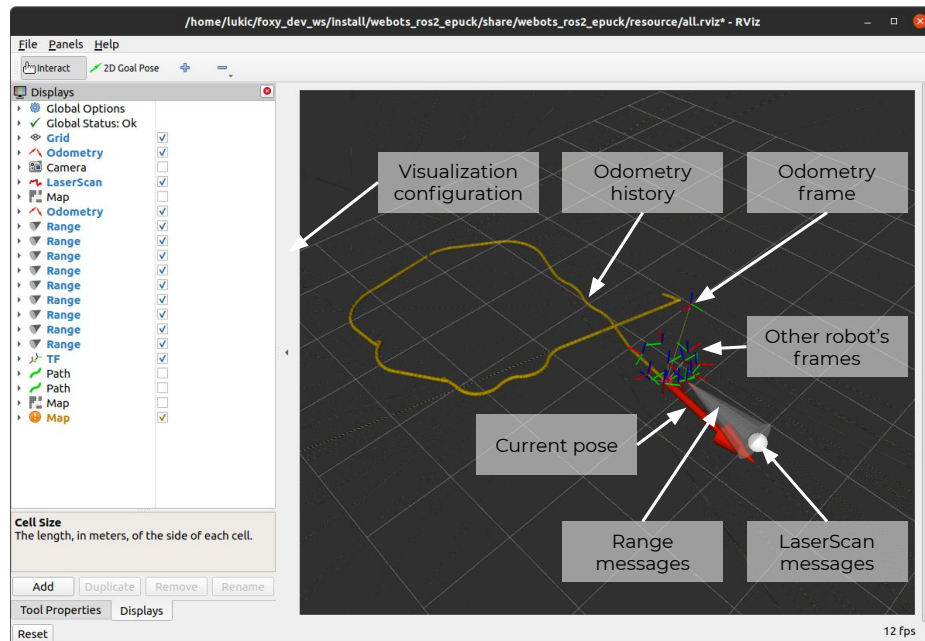 /home/lukic/foxy_dev_ws/install/webots_ros2_epuck/share/webots_ros2_epuck/resource/all.rviz* - RViz
File Panels Help
Interact 2D Goal Pose
Displays
Global Options
Global Status: Ok
Grid
Odometry
Camera
LaserScan
Map
Odometry
Range
Range
Range
Range
Range
Range
Range
Range
Range
TF
Path
Path
Map
Map
Cell Size
The length, in meters, of the side of each cell.
Add Duplicate Remove Rename
Tool Properties Displays
Reset
Visualization
configuration
Odometry
history
Odometry
frame
Other robot's
frames
Current pose
Range
messages
LaserScan
messages
12 fps